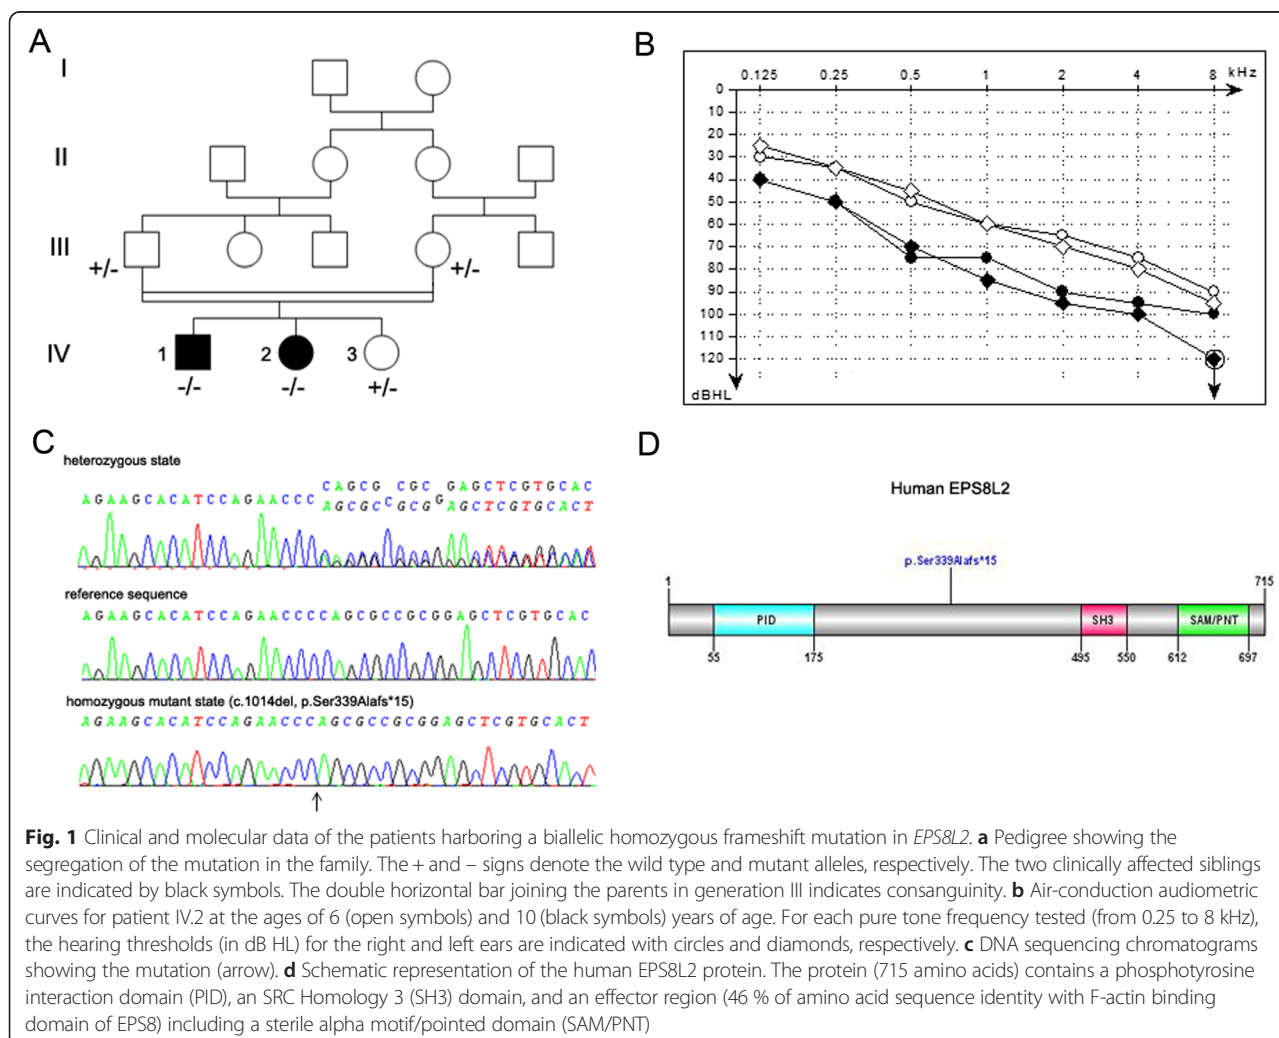 A
I
II
III
+/-
+/-
IV
1
2
3
-/-
-/-
+/-
B
0.125 0.25 0.5 1 2 4 8 kHz
0
10
20
30
40
50
60
70
80
90
100
110
120
dBHL
C
heterozygous state
CAGCG CGC GAGCTCGTGCAC
AGAAGCACATCCAGAACCC
AGCGCCGCGGAGCTCGTGCACT
reference sequence
AGAAGCACATCCAGAACCCCAGCGCCGCGGAGCTCGTGCAC
homozygous mutant state (c.1014del, p.Ser339Alafs*15)
AGAAGCACATCCAGAACCCAGCGCCGCGGAGCTCGTGCACT
D
Human EPS8L2
p.Ser339Alafs*15
1 715
PID SH3 SAM/PNT
55 175 495 550 612 697
Fig. 1 Clinical and molecular data of the patients harboring a biallelic homozygous frameshift mutation in EPS8L2. a Pedigree showing the
segregation of the mutation in the family. The + and – signs denote the wild type and mutant alleles, respectively. The two clinically affected siblings
are indicated by black symbols. The double horizontal bar joining the parents in generation III indicates consanguinity. b Air-conduction audiometric
curves for patient IV.2 at the ages of 6 (open symbols) and 10 (black symbols) years of age. For each pure tone frequency tested (from 0.25 to 8 kHz),
the hearing thresholds (in dB HL) for the right and left ears are indicated with circles and diamonds, respectively. c DNA sequencing chromatograms
showing the mutation (arrow). d Schematic representation of the human EPS8L2 protein. The protein (715 amino acids) contains a phosphotyrosine
interaction domain (PID), an SRC Homology 3 (SH3) domain, and an effector region (46 % of amino acid sequence identity with F-actin binding
domain of EPS8) including a sterile alpha motif/pointed domain (SAM/PNT)